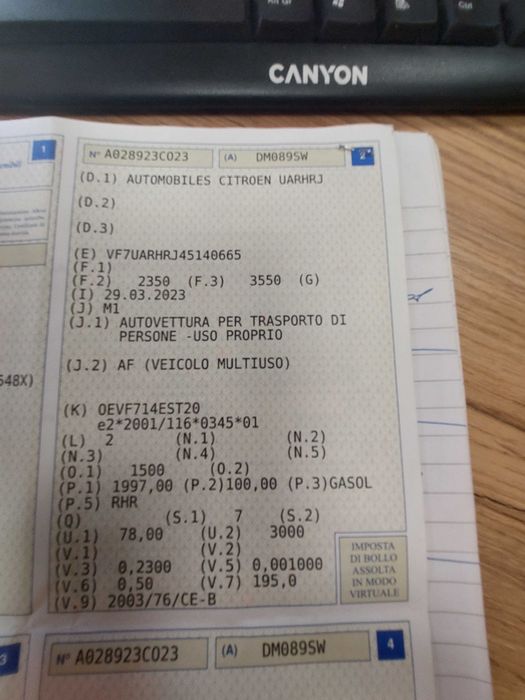 CANYON
Ctrl
1
N° A028923CO23 (A) DM089SW 2
(D.1) AUTOMOBILES CITROEN UARHRJ
(D.2)
(D.3)
(E) VF7UARHRJ45140665
(F.1)
(F.2) 2350 (F.3) 3550 (G)
(I) 29.03.2023
(J) M1
(J.1) AUTOVETTURA PER TRASPORTO DI
PERSONE -USO PROPRIO
(J.2) AF (VEICOLO MULTIUSO)
548X)
(K) OEVF714EST20
e2*2001/116*0345*01
(L) 2 (N.1) (N.2)
(N.3) (N.4) (N.5)
(O.1) 1500 (O.2)
(P.1) 1997,00 (P.2)100,00 (P.3)GASOL
(P.5) RHR
(Q) (S.1) 7 (S.2)
(U.1) 78,00 (U.2) 3000
(V.1) (V.2)
(V.3) 0,2300 (V.5) 0,001000
(V.6) 0,50 (V.7) 195,0
(V.9) 2003/76/CE-B
IMPOSTA
DI BOLLO
ASSOLTA
IN MODO
VIRTUALE
3
N° A028923CO23 (A) DM089SW 4